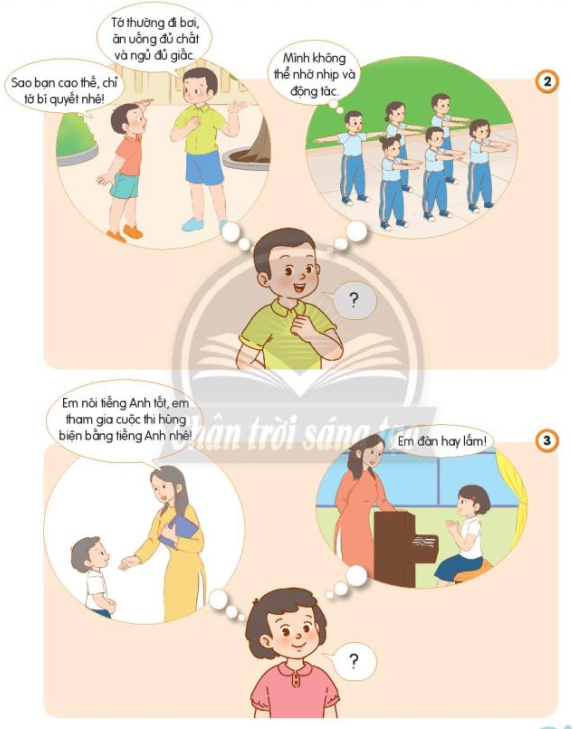 Tớ thường đi bơi,
ăn uống đủ chất
và ngủ đủ giấc.
Sao bạn cao thế, chỉ
tớ bí quyết nhé!
Mình không
thể nhớ nhịp và
động tác.
2
?
Em nói tiếng Anh tốt, em
tham gia cuộc thi hùng
biện bằng tiếng Anh nhé!
Chân trời sáng tạo
Em đàn hay lắm!
3
?